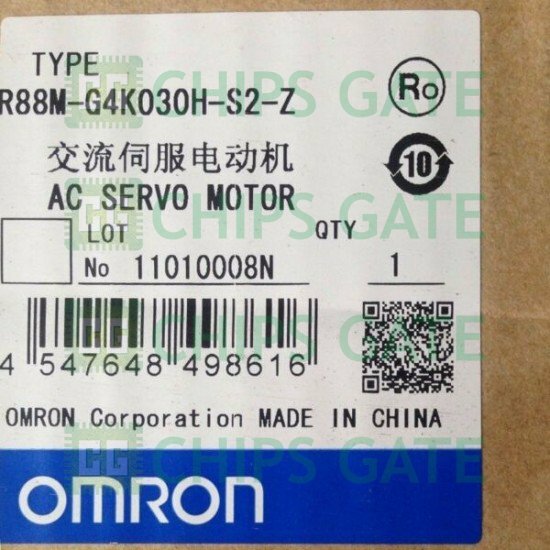 TYPE
R88M-G4K030H-S2-Z
Ro
交流伺服电动机
10
AC SERVO MOTOR
LOT
No 11010008N
QTY
1
4 547648 498616
OMRON Corporation MADE IN CHINA
omron
CHIPS GATE
CHIPS GATE
CHIPS GATE
CHIPS GATE